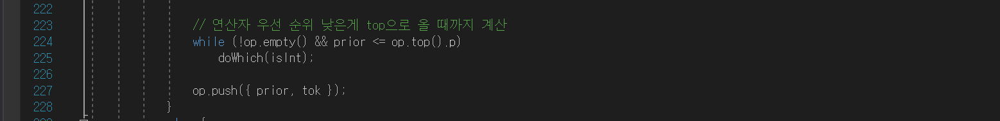 222
223 // 연산자 우선 순위 낮은게 top으로 올 때까지 계산
224 while (!op.empty() && prior <= op.top().p)
225 doWhich(isInt);
226
227 op.push({ prior, tok });
228 }